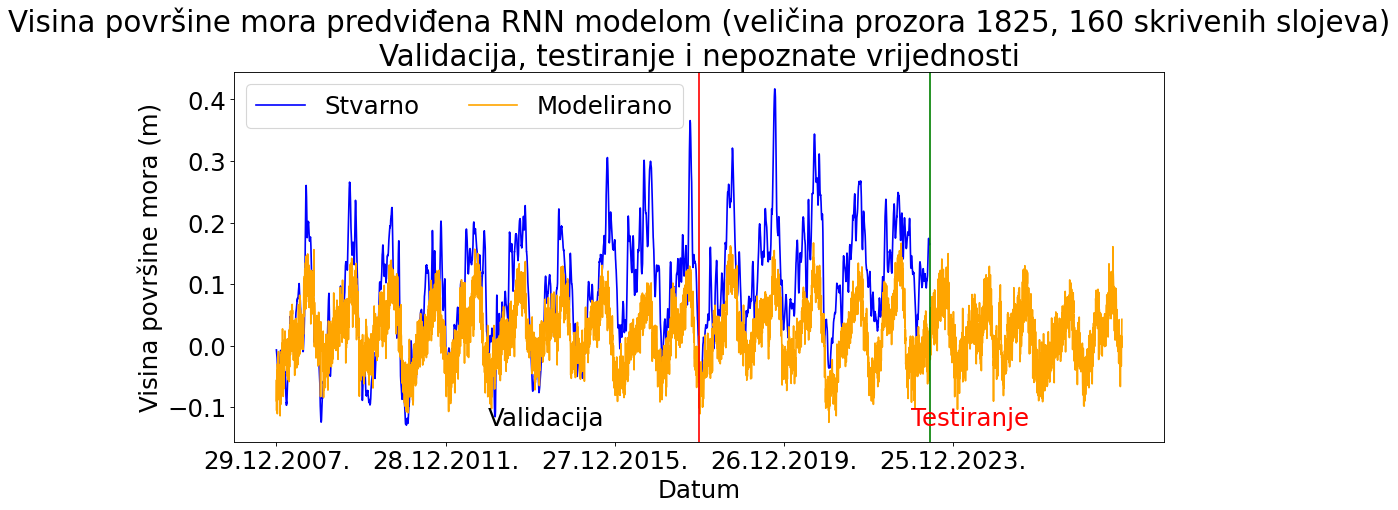 Visina površine mora predviđena RNN modelom (veličina prozora 1825, 160 skrivenih slojeva)
Validacija, testiranje i nepoznate vrijednosti
Stvarno Modelirano
Visina površine mora (m)
0.4
0.3
0.2
0.1
0.0
−0.1
Validacija Testiranje
29.12.2007. 28.12.2011. 27.12.2015. 26.12.2019. 25.12.2023.
Datum